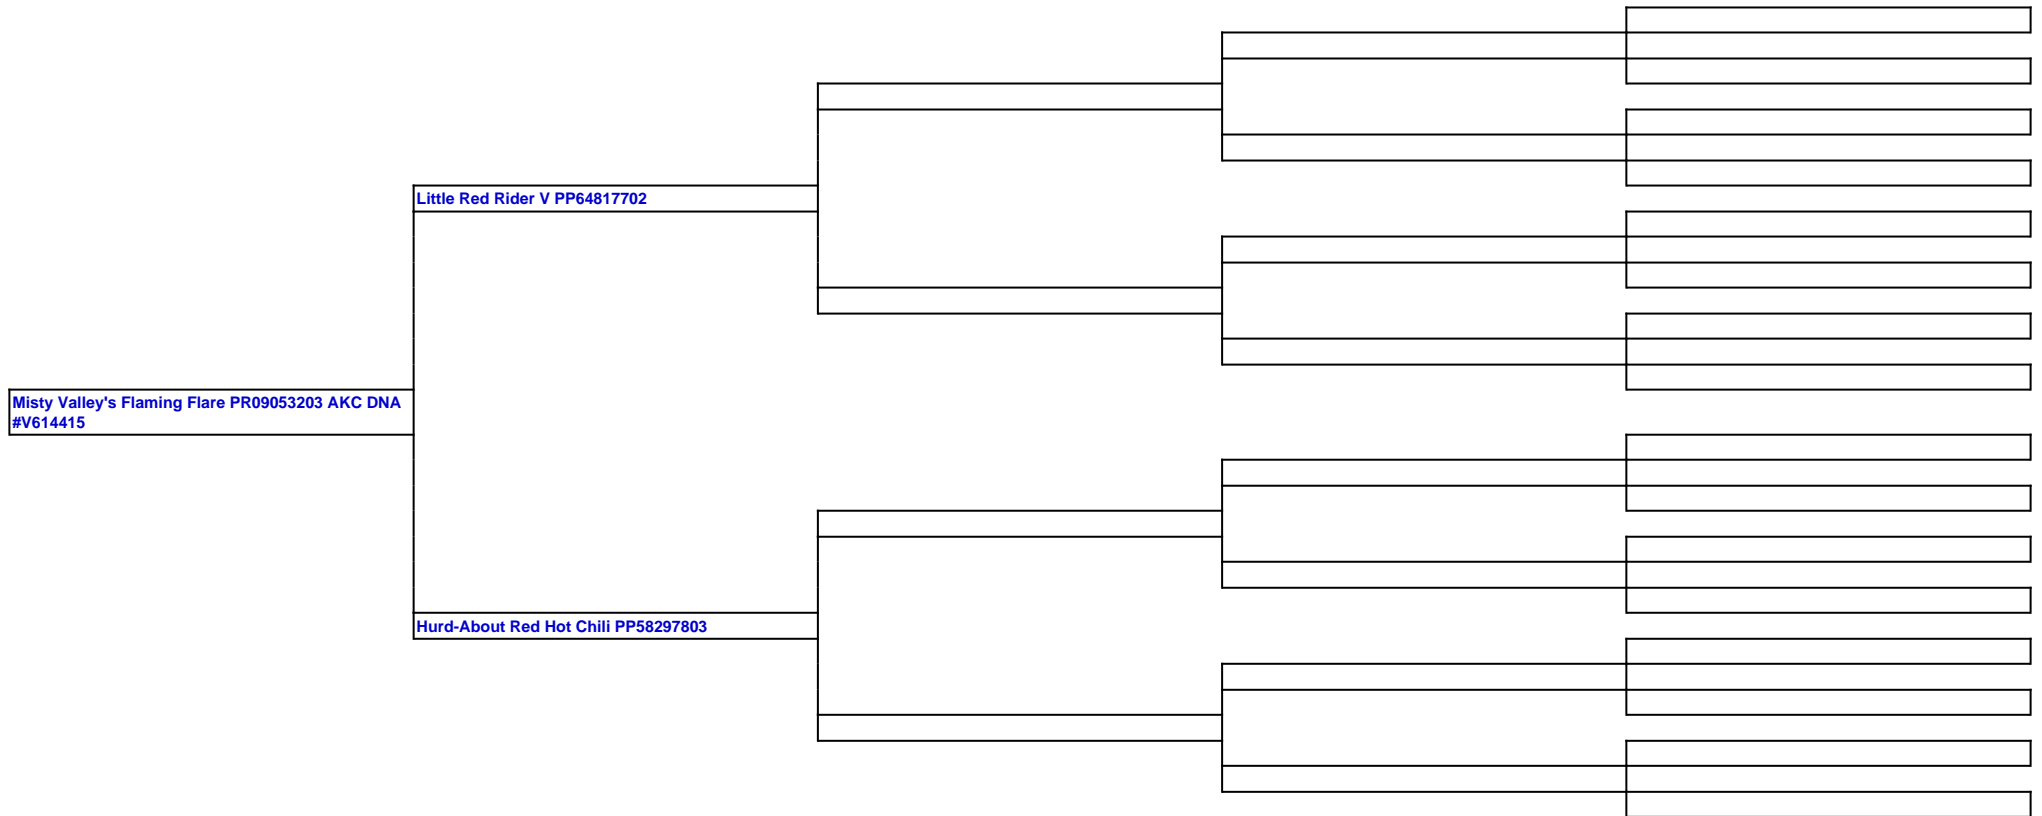 Little Red Rider V PP64817702
Misty Valley's Flaming Flare PR09053203 AKC DNA
#V614415
Hurd-About Red Hot Chili PP58297803